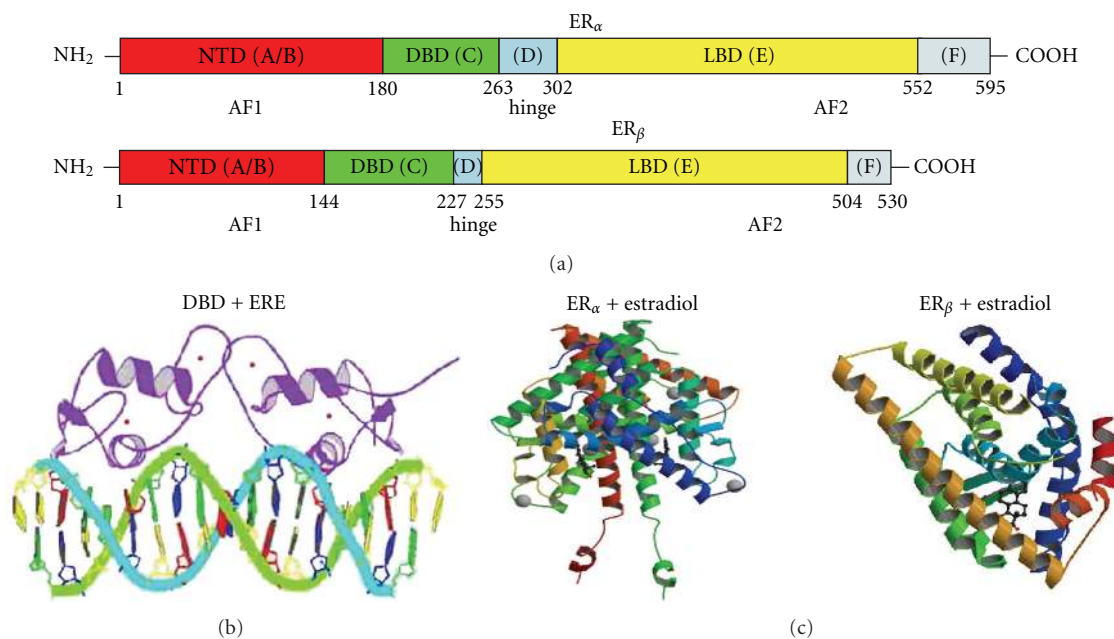 ERα
NH2 NTD (A/B) DBD (C) (D) LBD (E) (F) COOH
1 180 263 302 552 595
AF1 hinge AF2
ERβ
NH2 NTD (A/B) DBD (C) (D) LBD (E) (F) COOH
1 144 227 255 504 530
AF1 hinge AF2
(a)
DBD + ERE ERα + estradiol ERβ + estradiol
(b) (c)